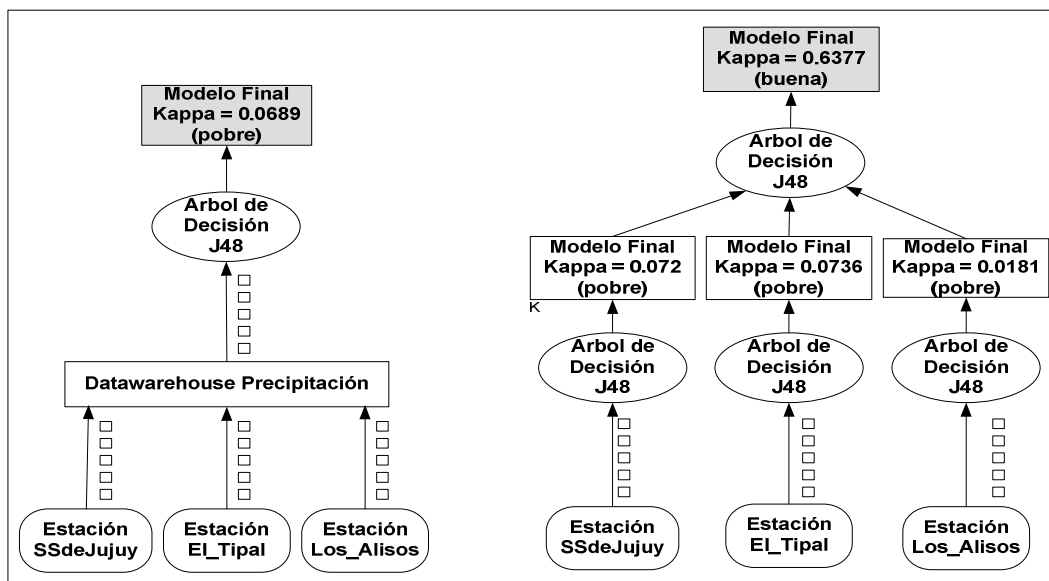 Modelo Final
Kappa = 0.0689
(pobre)
Arbol de
Decisión
J48
Datawarehouse Precipitación
Estación
SSdeJujuy
Estación
El_Tipal
Estación
Los_Alisos
Modelo Final
Kappa = 0.6377
(buena)
Arbol de
Decisión
J48
Modelo Final
Kappa = 0.072
(pobre)
K
Modelo Final
Kappa = 0.0736
(pobre)
Modelo Final
Kappa = 0.0181
(pobre)
Arbol de
Decisión
J48
Arbol de
Decisión
J48
Arbol de
Decisión
J48
Estación
SSdeJujuy
Estación
El_Tipal
Estación
Los_Alisos